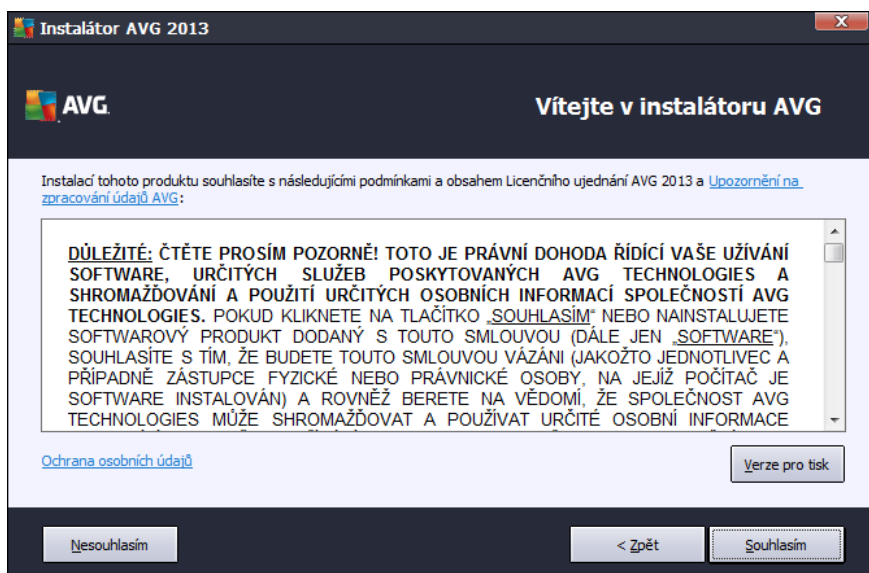 Instalátor AVG 2013
AVG.
Vítejte v instalátoru AVG
Instalací tohoto produktu souhlasíte s následujícími podmínkami a obsahem Licenčního ujednání AVG 2013 a Upozornění na
zpracování údajů AVG:
DŮLEŽITÉ: ČTĚTE PROSÍM POZORNĚ! TOTO JE PRÁVNÍ DOHODA ŘÍDÍCÍ VAŠE UŽÍVÁNÍ
SOFTWARE, URČITÝCH SLUŽEB POSKYTOVANÝCH AVG TECHNOLOGIES A
SHROMAŽĎOVÁNÍ A POUŽITÍ URČITÝCH OSOBNÍCH INFORMACÍ SPOLEČNOSTÍ AVG
TECHNOLOGIES. POKUD KLIKNETE NA TLAČÍTKO „SOUHLASÍM“ NEBO NAINSTALUJETE
SOFTWAROVÝ PRODUKT DODANÝ S TOUTO SMLOUVOU (DÁLE JEN „SOFTWARE“),
SOUHLASÍTE S TÍM, ŽE BUDETE TOUTO SMLOUVOU VÁZÁNI (JAKOŽTO JEDNOTLIVEC A
PŘÍPADNĚ ZÁSTUPCE FYZICKÉ NEBO PRÁVNICKÉ OSOBY, NA JEJÍŽ POČÍTAČ JE
SOFTWARE INSTALOVÁN) A ROVNĚŽ BERETE NA VĚDOMÍ, ŽE SPOLEČNOST AVG
TECHNOLOGIES MŮŽE SHROMAŽĎOVAT A POUŽÍVAT URČITÉ OSOBNÍ INFORMACE
Ochrana osobních údajů
Verze pro tisk
Nesouhlasím
< Zpět
Souhlasím